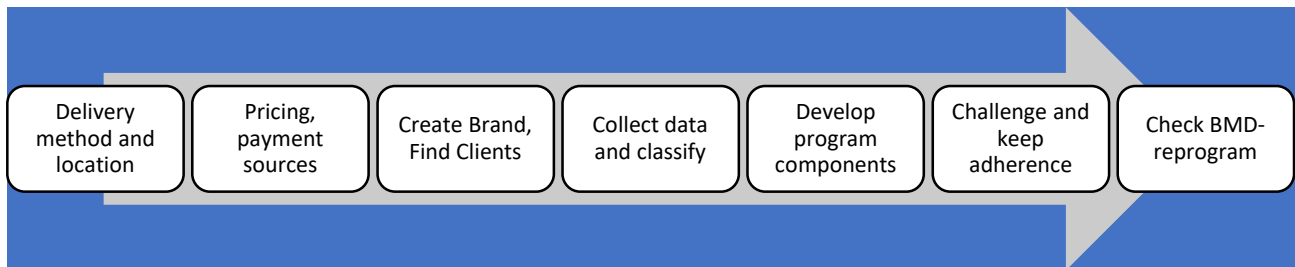 Delivery
method and
location
Pricing,
payment
sources
Create Brand,
Find Clients
Collect data
and classify
Develop
program
components
Challenge and
keep
adherence
Check BMD-
reprogram